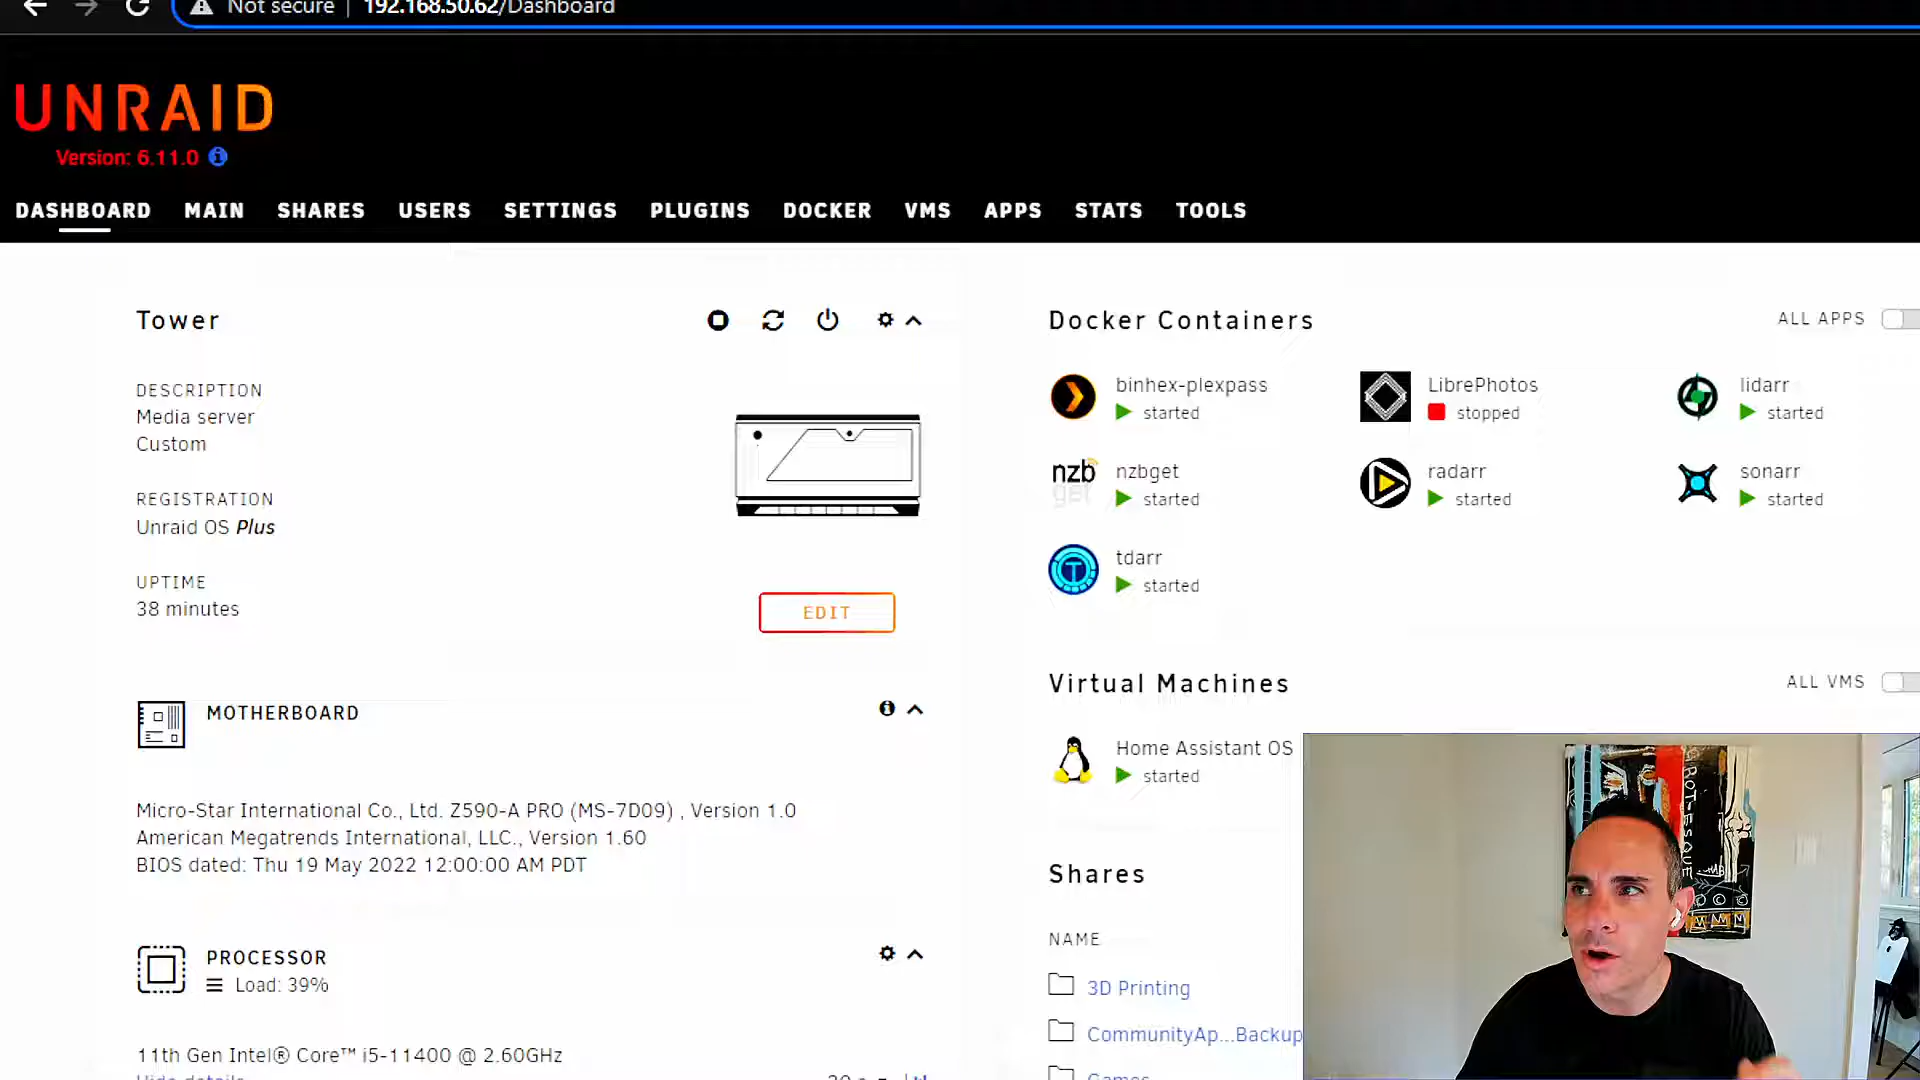 Not secure | 192.168.50.62/Dashboard
UNRAID
Version: 6.11.0
DASHBOARD MAIN SHARES USERS SETTINGS PLUGINS DOCKER VMS APPS STATS TOOLS
Tower
DESCRIPTION
Media server
Custom
REGISTRATION
Unraid OS Plus
UPTIME
38 minutes
EDIT
MOTHERBOARD
Micro-Star International Co., Ltd. Z590-A PRO (MS-7D09) , Version 1.0
American Megatrends International, LLC., Version 1.60
BIOS dated: Thu 19 May 2022 12:00:00 AM PDT
PROCESSOR
Load: 39%
11th Gen Intel® Core™ i5-11400 @ 2.60GHz
Hide details
Docker Containers
ALL APPS
binhex-plexpass
started
LibrePhotos
stopped
lidarr
started
nzb
get
nzbget
started
radarr
started
sonarr
started
tdarr
started
Virtual Machines
ALL VMS
Home Assistant OS
started
Shares
NAME
3D Printing
CommunityAp...Backup
Games